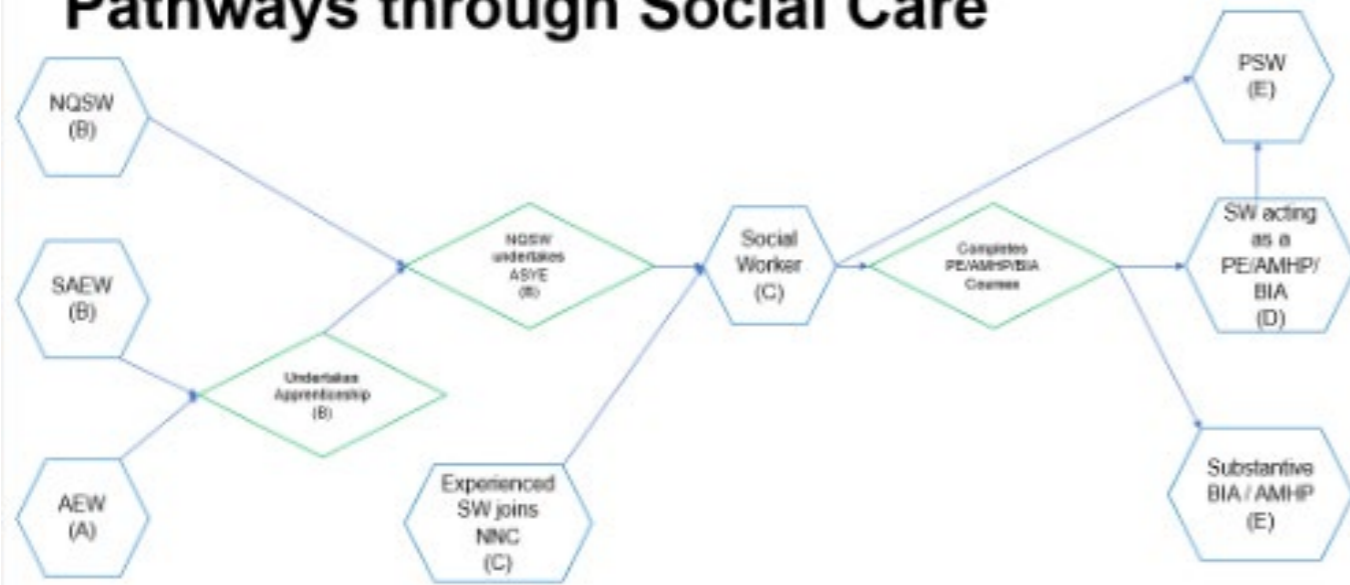 Pathways through Social Care
NQSW
(B)
SAEW
(B)
AEW
(A)
Undertakes
Apprenticeship
(B)
NQSW
undertakes
ASYE
(B)
Experienced
SW joins
NNC
(C)
Social
Worker
(C)
Completes
PE/AMHP/BIA
Courses
PSW
(E)
SW acting
as a
PE/AMHP/
BIA
(D)
Substantive
BIA / AMHP
(E)